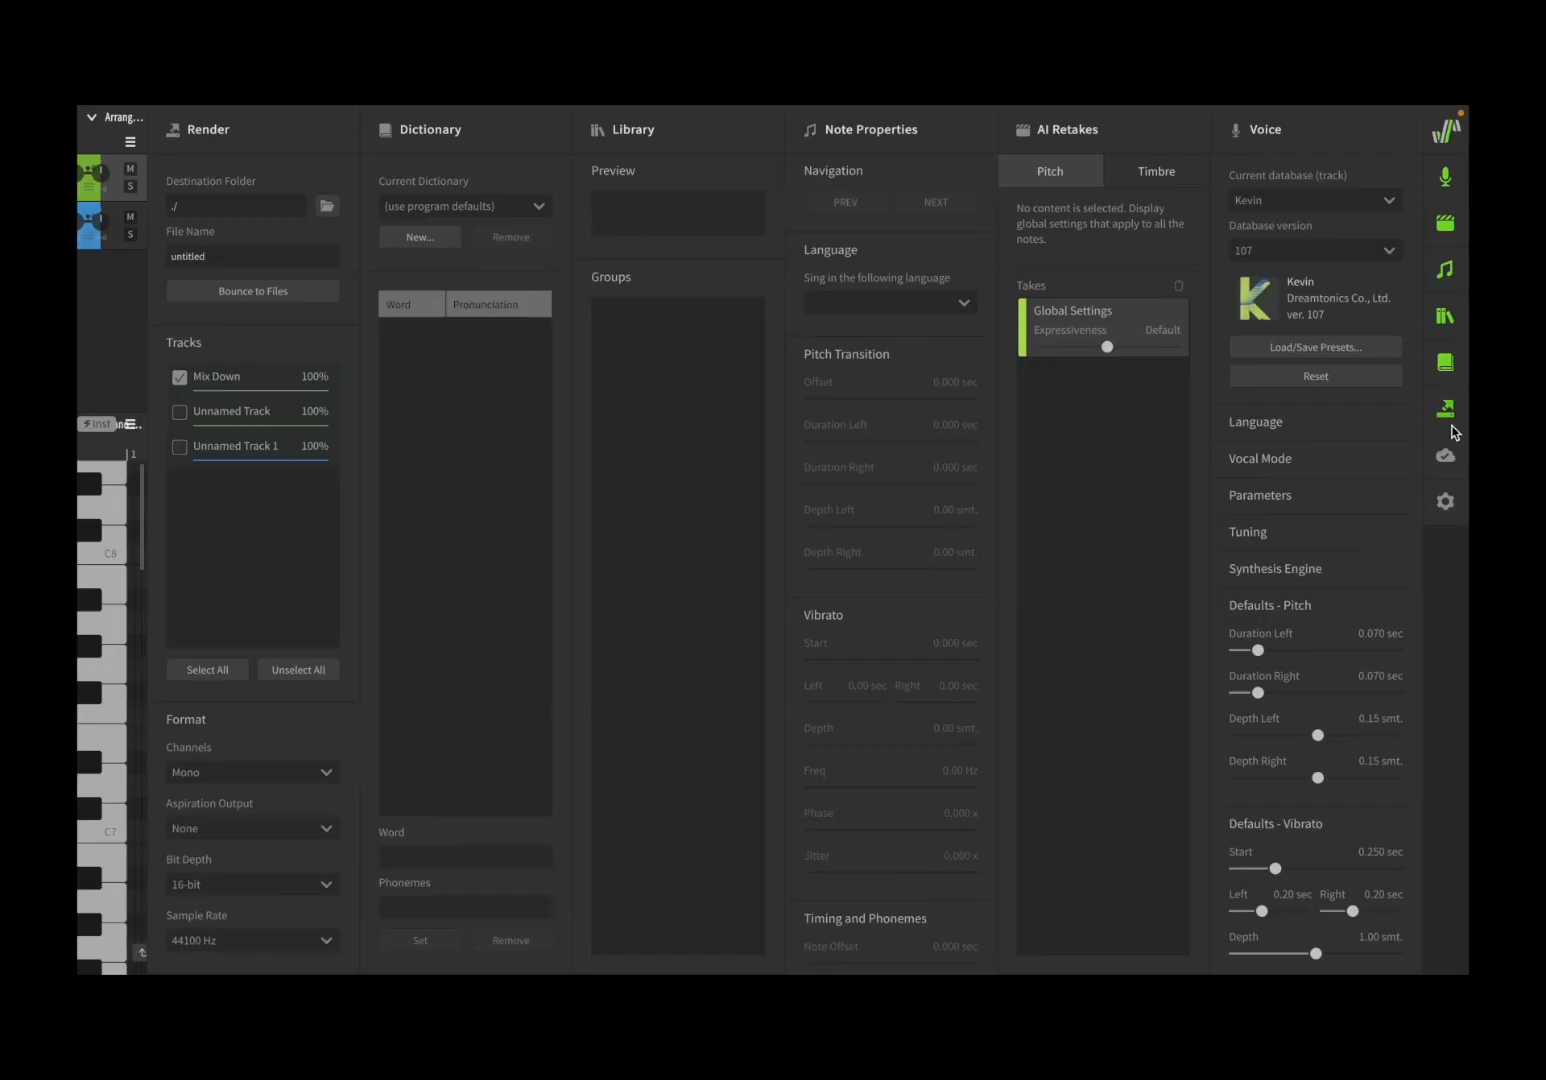 Arrang...
M
S
M
S
Inst
1
C8
C7
Render
Destination Folder
./
File Name
untitled
Bounce to Files
Tracks
Mix Down 100%
Unnamed Track 100%
Unnamed Track 1 100%
Select All Unselect All
Format
Channels
Mono
Aspiration Output
None
Bit Depth
16-bit
Sample Rate
44100 Hz
Dictionary
Current Dictionary
(use program defaults)
New... Remove
Word Pronunciation
Word
Phonemes
Set Remove
Library
Preview
Groups
Note Properties
Navigation
PREV NEXT
Language
Sing in the following language
Pitch Transition
Offset 0.000 sec
Duration Left 0.000 sec
Duration Right 0.000 sec
Depth Left 0.00 smt.
Depth Right 0.00 smt.
Vibrato
Start 0.000 sec
Left 0.00 sec Right 0.00 sec
Depth 0.00 smt.
Freq 0.00 Hz
Phase 0.000 x
Jitter 0.000 x
Timing and Phonemes
Note Offset 0.000 sec
AI Retakes
Pitch Timbre
No content is selected. Display
global settings that apply to all the
notes.
Takes
Global Settings
Expressiveness Default
Voice
Current database (track)
Kevin
Database version
107
Kevin
Dreamtonics Co., Ltd.
ver. 107
Load/Save Presets...
Reset
Language
Vocal Mode
Parameters
Tuning
Synthesis Engine
Defaults - Pitch
Duration Left 0.070 sec
Duration Right 0.070 sec
Depth Left 0.15 smt.
Depth Right 0.15 smt.
Defaults - Vibrato
Start 0.250 sec
Left 0.20 sec Right 0.20 sec
Depth 1.00 smt.